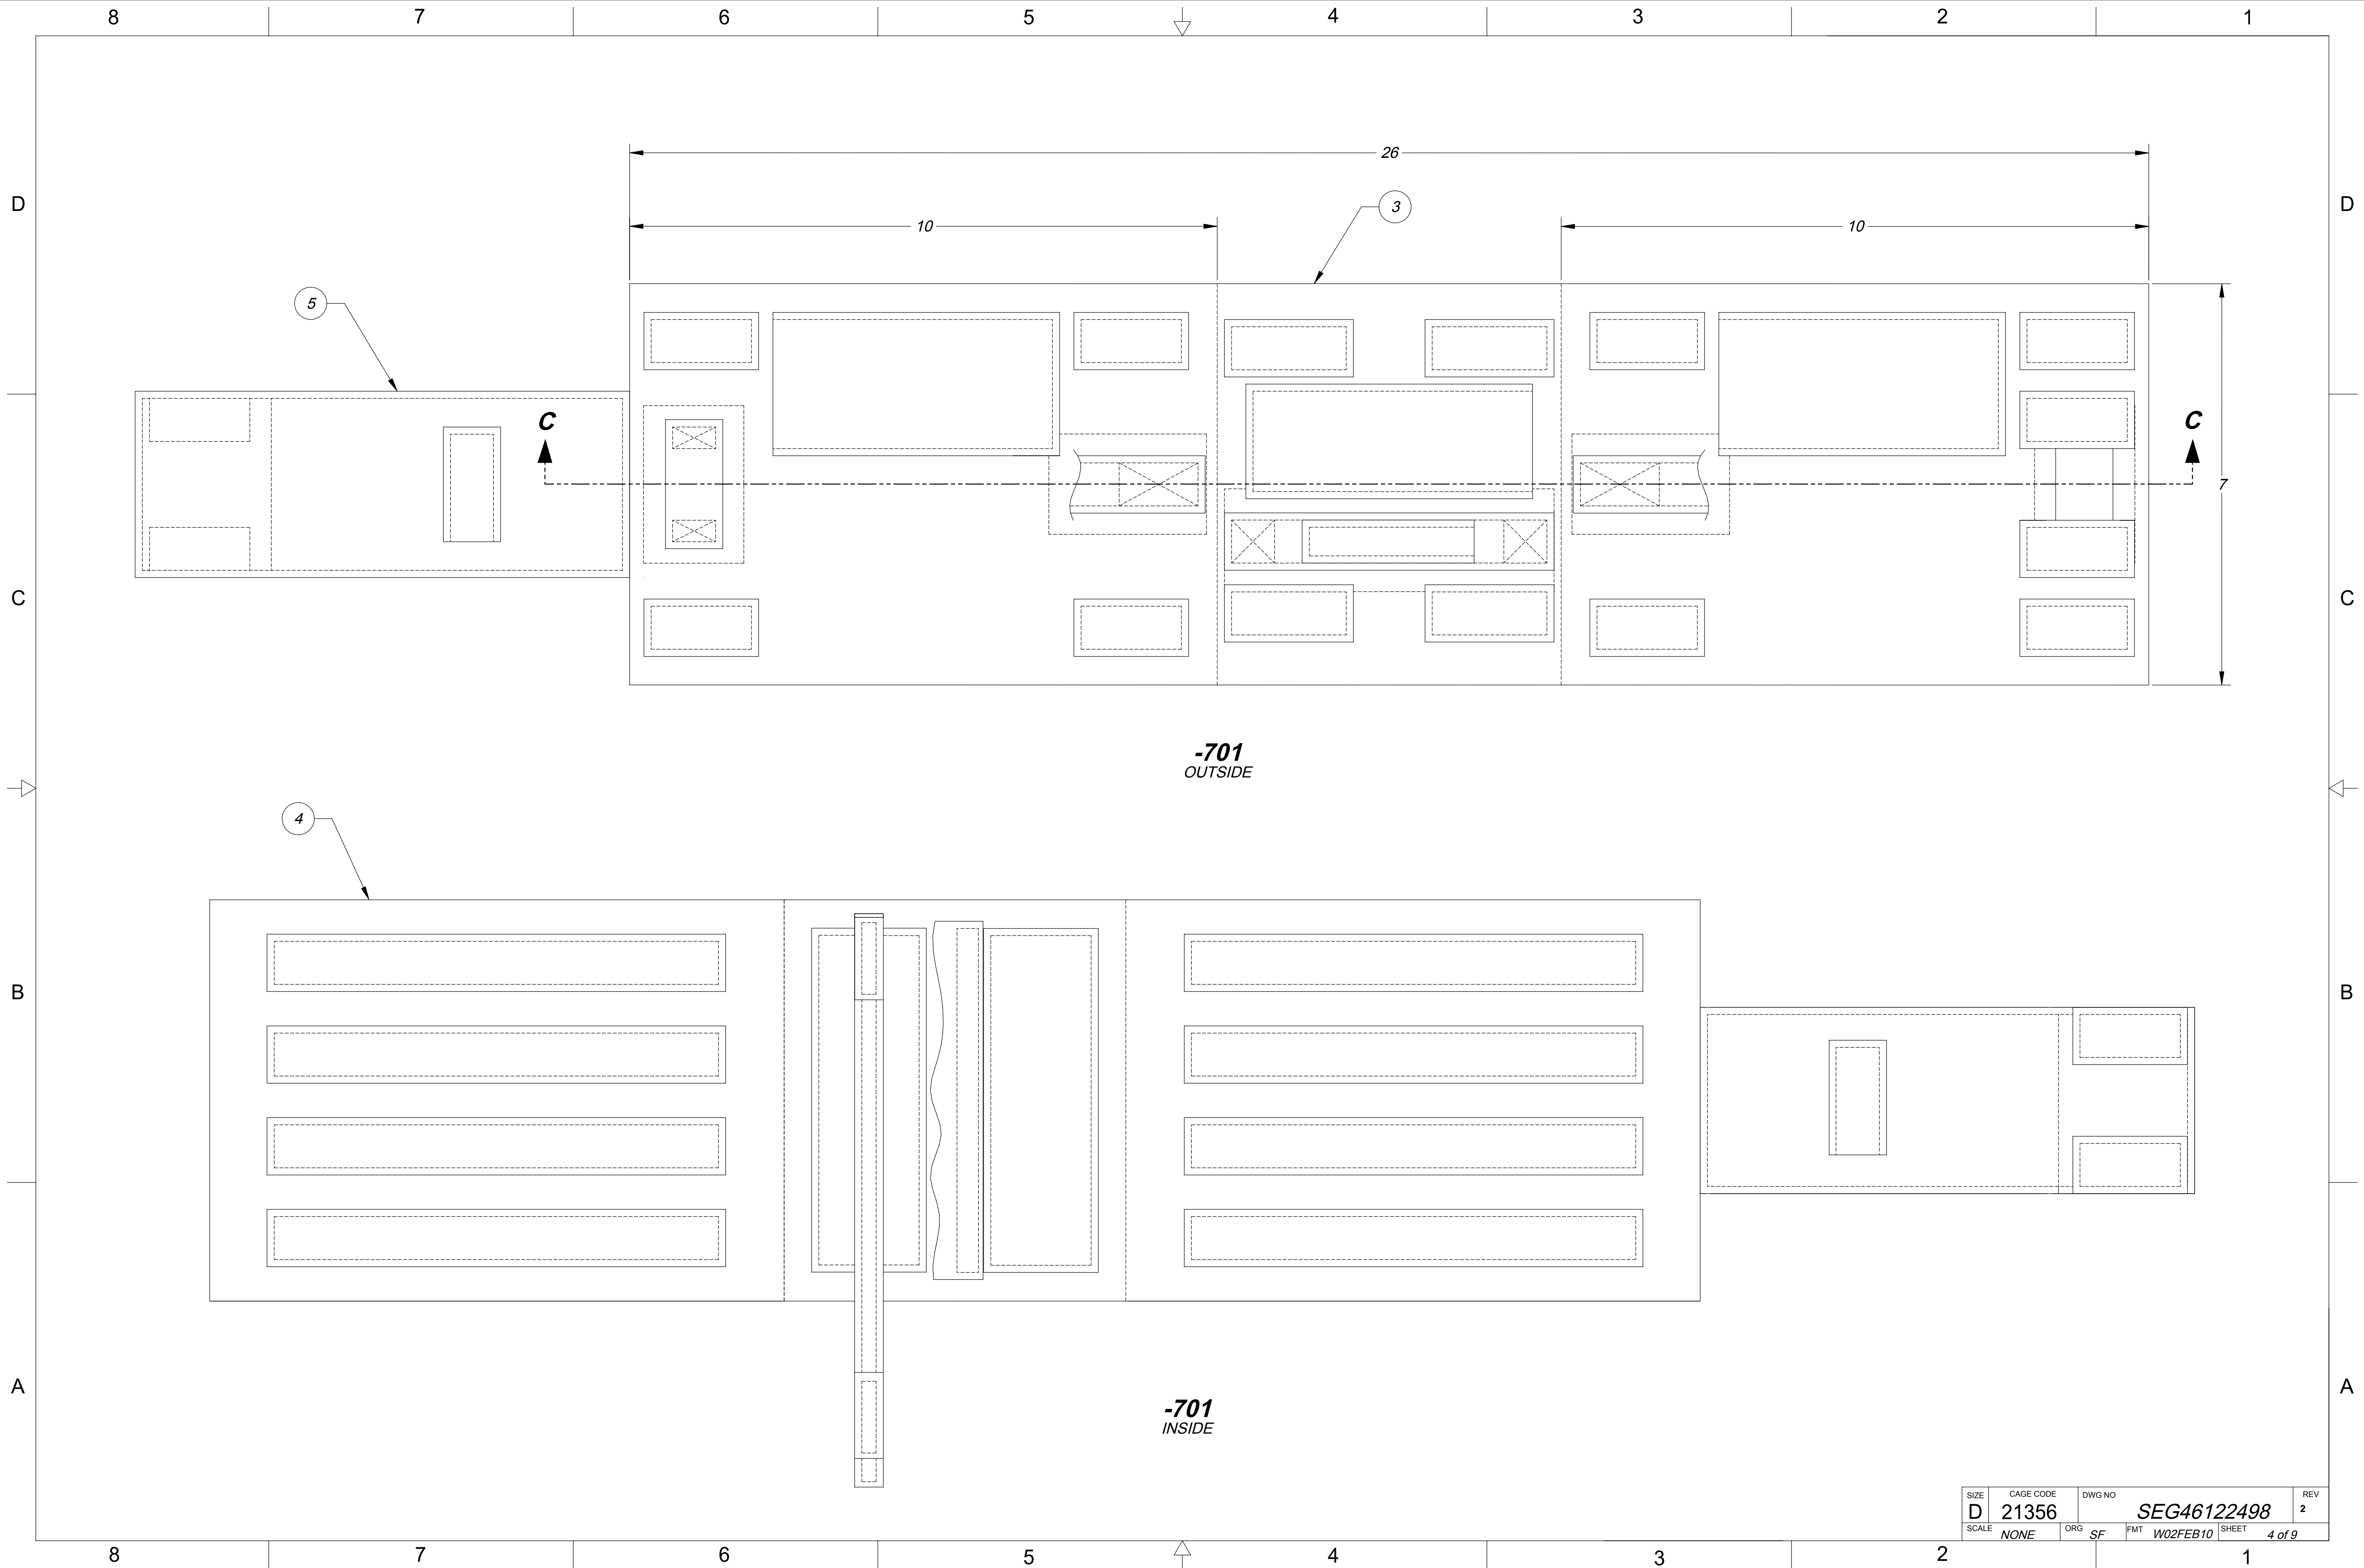 8 7 6 5 4 3 2 1
26
D D
3
10 10
5
C C
7
C C
-701
OUTSIDE
4
B B
A A
-701
INSIDE
SIZE CAGE CODE DWG NO REV
D 21356 SEG46122498 2
SCALE NONE ORG SF FMT W02FEB10 SHEET 4 of 9
8 7 6 5 4 3 2 1